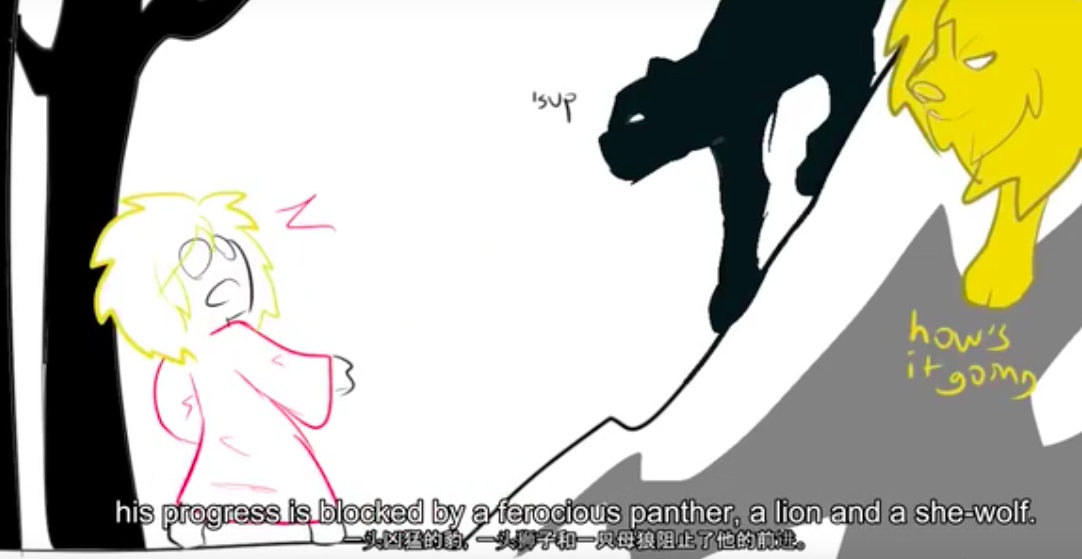 'sup
how's
it going
his progress is blocked by a ferocious panther, a lion and a she-wolf.
一头凶猛的豹, 一头狮子和一只母狼阻止了他的前进。